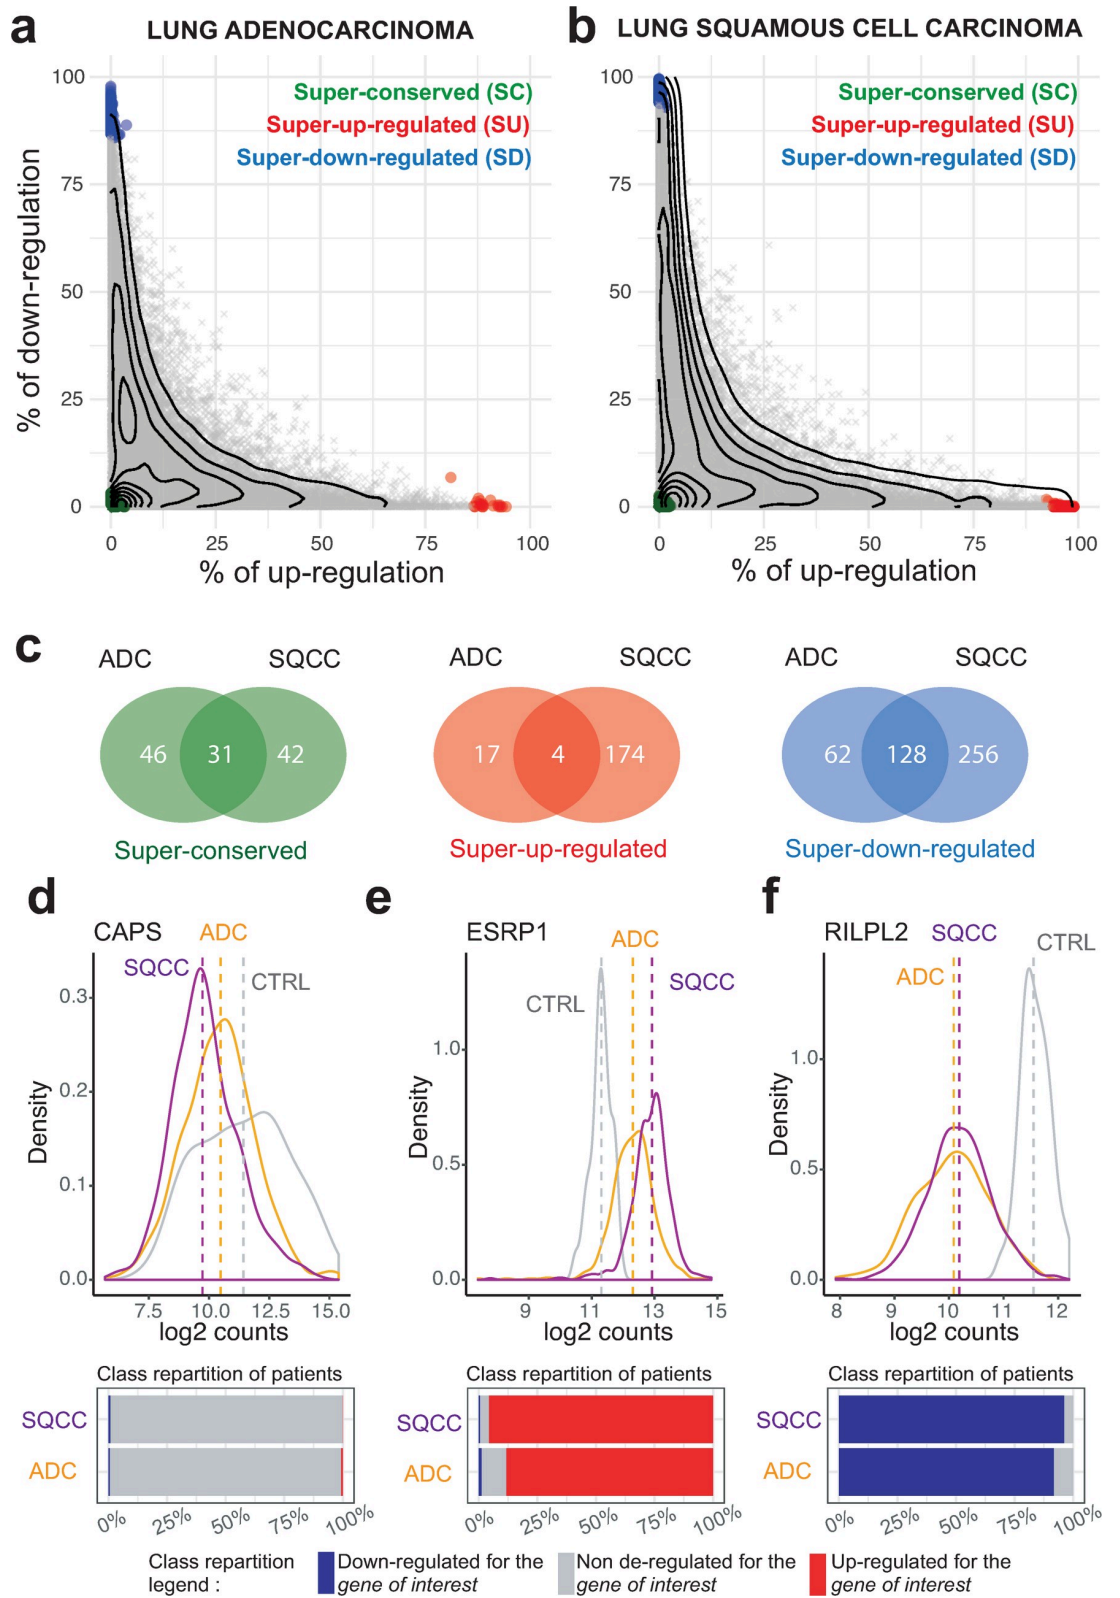 a
LUNG ADENOCARCINOMA
b
LUNG SQUAMOUS CELL CARCINOMA
100
75
50
25
0
% of down-regulation
Super-conserved (SC)
Super-up-regulated (SU)
Super-down-regulated (SD)
0 25 50 75 100
% of up-regulation
100
75
50
25
0
Super-conserved (SC)
Super-up-regulated (SU)
Super-down-regulated (SD)
0 25 50 75 100
% of up-regulation
c
ADC SQCC
46 31 42
Super-conserved
ADC SQCC
17 4 174
Super-up-regulated
ADC SQCC
62 128 256
Super-down-regulated
d
CAPS
ADC
SQCC
CTRL
0.3
0.2
0.1
0.0
Density
7.5 10.0 12.5 15.0
log2 counts
e
ESRP1
ADC
SQCC
CTRL
1.0
0.5
0.0
Density
9 11 13 15
log2 counts
f
RILPL2
SQCC
CTRL
ADC
1.0
0.5
0.0
Density
8 9 10 11 12
log2 counts
Class repartition of patients
SQCC
ADC
0% 25% 50% 75% 100%
Class repartition of patients
SQCC
ADC
0% 25% 50% 75% 100%
Class repartition of patients
SQCC
ADC
0% 25% 50% 75% 100%
Class repartition
legend :
Down-regulated for the
gene of interest
Non de-regulated for the
gene of interest
Up-regulated for the
gene of interest